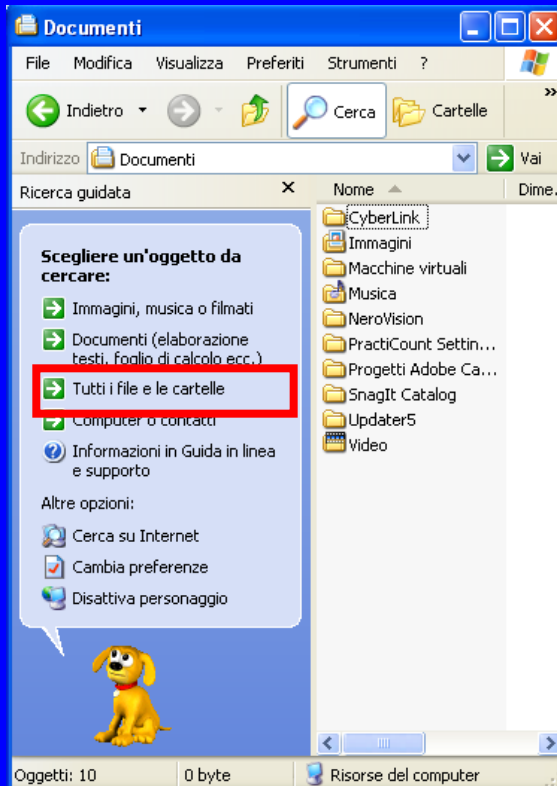 Documenti
File Modifica Visualizza Preferiti Strumenti ?
Indietro Cerca Cartelle »
Indirizzo Documenti Vai
Ricerca guidata
Scegliere un'oggetto da
cercare:
Immagini, musica o filmati
Documenti (elaborazione
testi, foglio di calcolo ecc.)
Tutti i file e le cartelle
Computer o contatti
Informazioni in Guida in linea
e supporto
Altre opzioni:
Cerca su Internet
Cambia preferenze
Disattiva personaggio
Nome Dime.
CyberLink
Immagini
Macchine virtuali
Musica
NeroVision
PractiCount Settin...
Progetti Adobe Ca...
SnagIt Catalog
Updater5
Video
Oggetti: 10 0 byte Risorse del computer